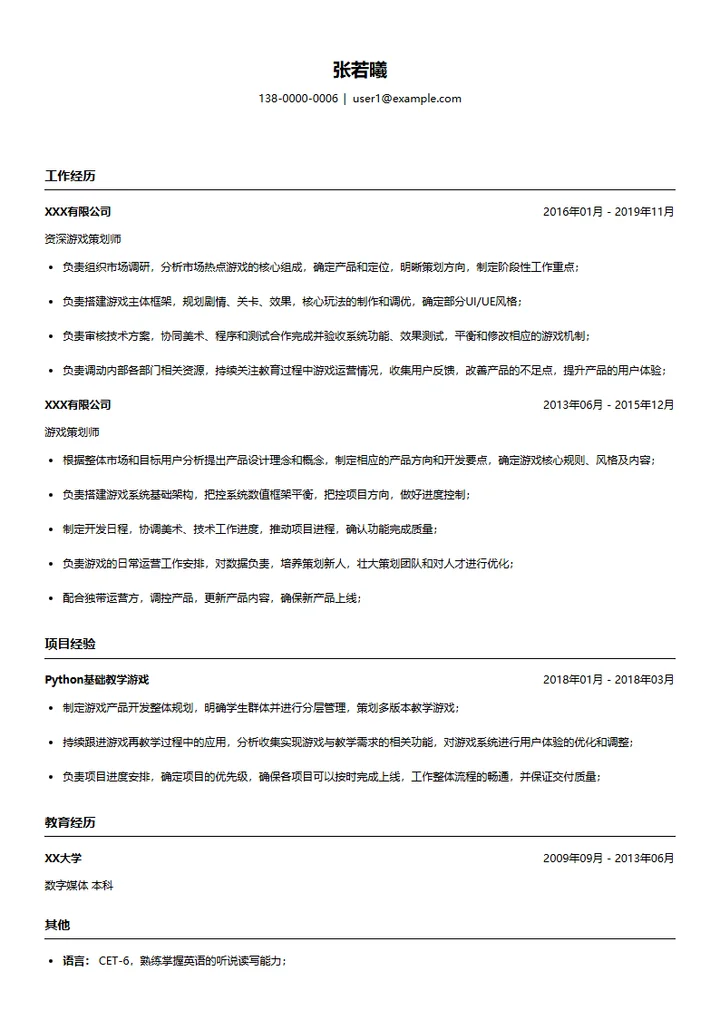 张若曦
138-0000-0006 | user1@example.com
工作经历
XXX有限公司 2016年01月 - 2019年11月
资深游戏策划师
• 负责组织市场调研，分析市场热点游戏的核心组成，确定产品和定位，明晰策划方向，制定阶段性工作重点；
• 负责搭建游戏主体框架，规划剧情、关卡、效果，核心玩法的制作和调优，确定部分UI/UE风格；
• 负责审核技术方案，协同美术、程序和测试合作完成并验收系统功能、效果测试，平衡和修改相应的游戏机制；
• 负责调动内部各部门相关资源，持续关注教育过程中游戏运营情况，收集用户反馈，改善产品的不足点，提升产品的用户体验；
XXX有限公司 2013年06月 - 2015年12月
游戏策划师
• 根据整体市场和目标用户分析提出产品设计理念和概念，制定相应的产品方向和开发要点，确定游戏核心规则、风格及内容；
• 负责搭建游戏系统基础架构，把控系统数值框架平衡，把控项目方向，做好进度控制；
• 制定开发日程，协调美术、技术工作进度，推动项目进程，确认功能完成质量；
• 负责游戏的日常运营工作安排，对数据负责，培养策划新人，壮大策划团队和对人才进行优化；
• 配合独带运营方，调控产品，更新产品内容，确保新产品上线；
项目经验
Python基础教学游戏 2018年01月 - 2018年03月
• 制定游戏产品开发整体规划，明确学生群体并进行分层管理，策划多版本教学游戏；
• 持续跟进游戏再教学过程中的应用，分析收集实现游戏与教学需求的相关功能，对游戏系统进行用户体验的优化和调整；
• 负责项目进度安排，确定项目的优先级，确保各项目可以按时完成上线，工作整体流程的畅通，并保证交付质量；
教育经历
XX大学 2009年09月 - 2013年06月
数字媒体 本科
其他
• 语言： CET-6，熟练掌握英语的听说读写能力；